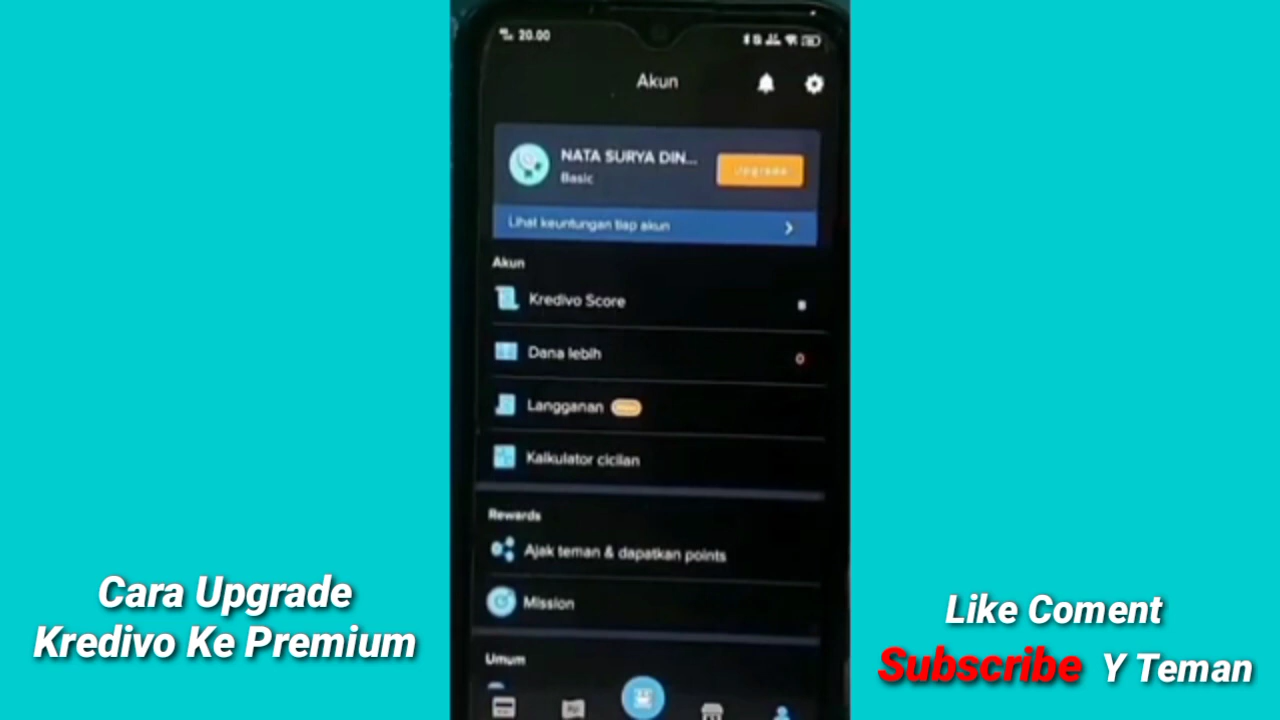 20.00
Akun
NATA SURYA DIN...
Basic
Upgrade
Lihat keuntungan tiap akun
Akun
Kredivo Score
Dana lebih
0
Langganan
Kalkulator cicilan
Rewards
Ajak teman & dapatkan points
Mission
Umum
Cara Upgrade
Kredivo Ke Premium
Like Coment
Subscribe Y Teman